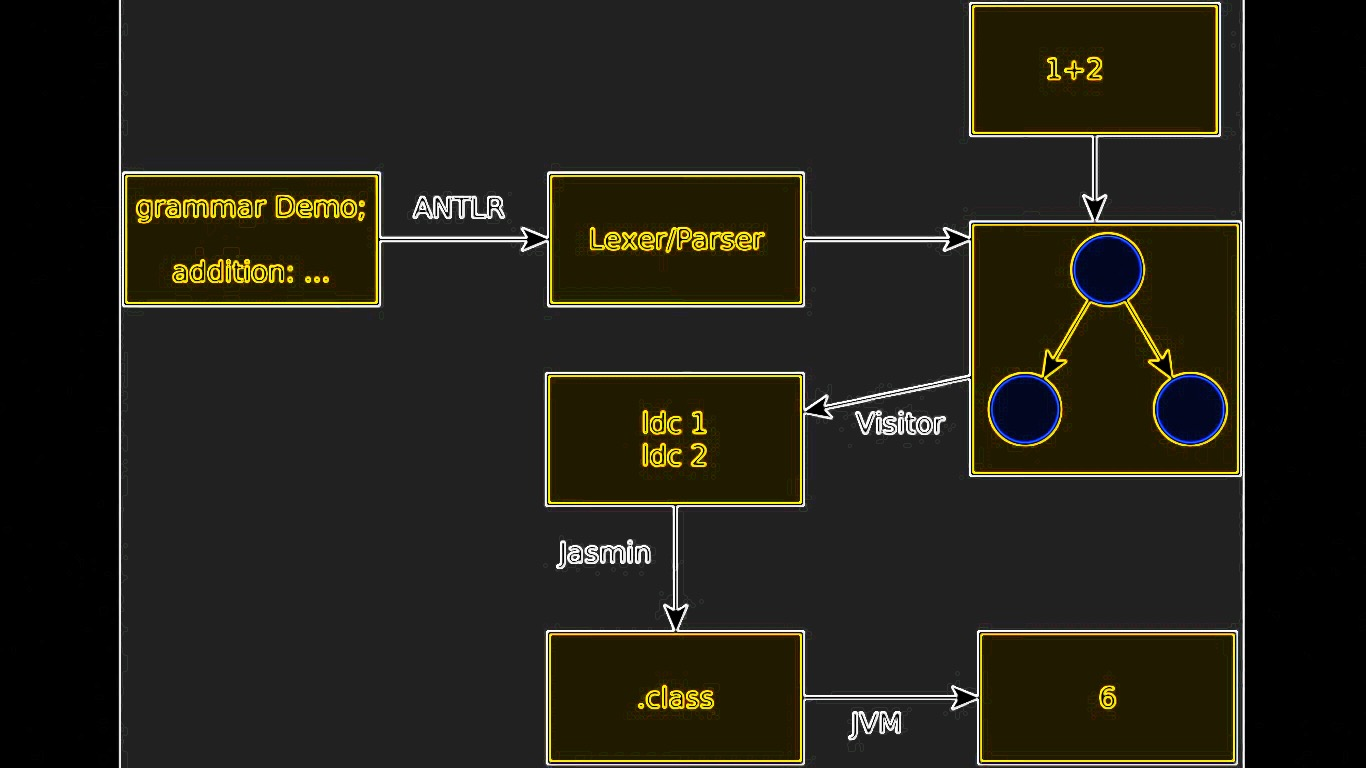 1+2
grammar Demo;
addition: ...
ANTLR
Lexer/Parser
ldc 1
ldc 2
Visitor
Jasmin
.class
JVM
6